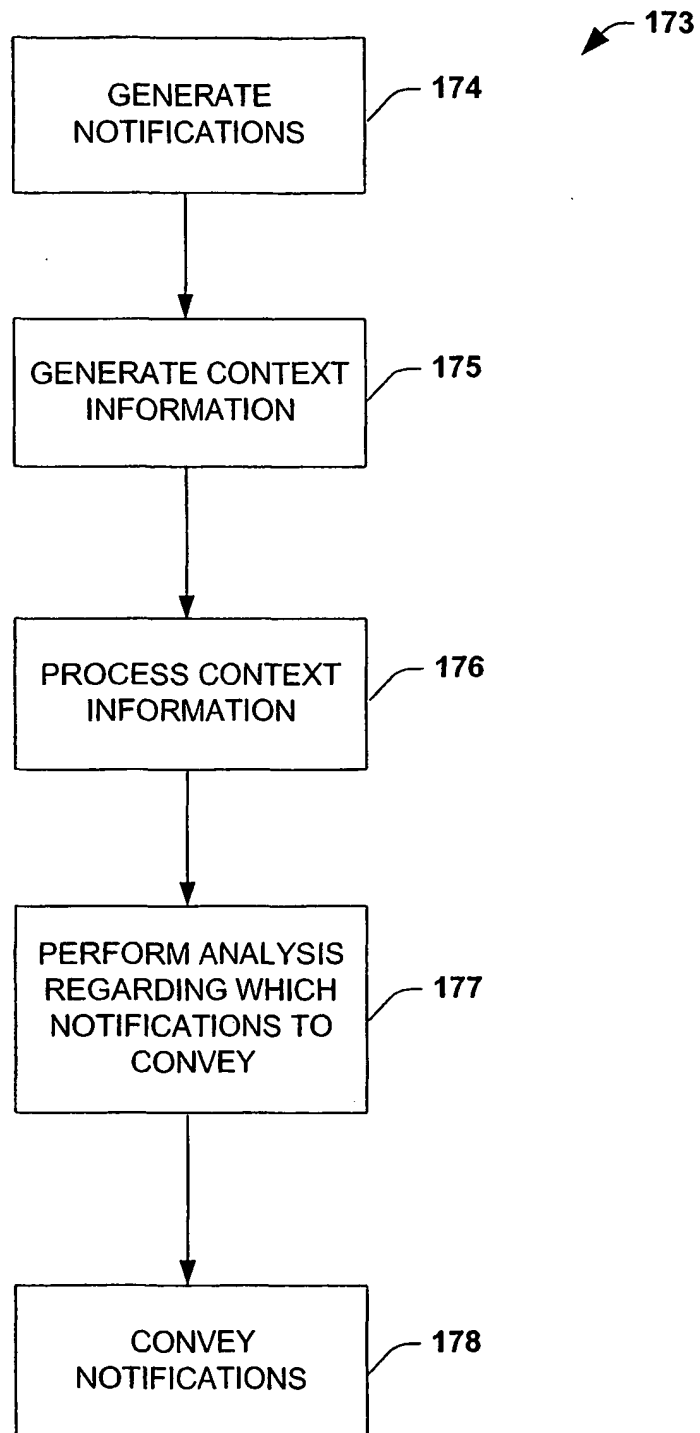 173
GENERATE
NOTIFICATIONS
174
GENERATE CONTEXT
INFORMATION
175
PROCESS CONTEXT
INFORMATION
176
PERFORM ANALYSIS
REGARDING WHICH
NOTIFICATIONS TO
CONVEY
177
CONVEY
NOTIFICATIONS
178